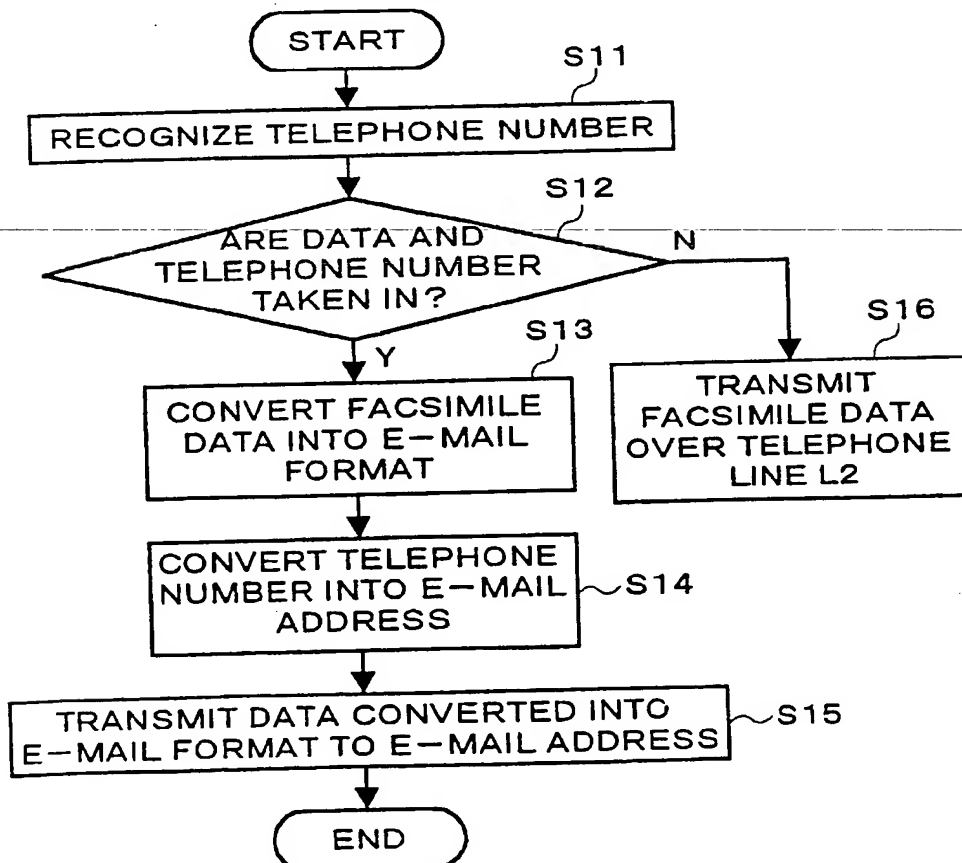 START
S11
RECOGNIZE TELEPHONE NUMBER
S12
ARE DATA AND
TELEPHONE NUMBER
TAKEN IN?
N
Y
S13
CONVERT FACSIMILE
DATA INTO E-MAIL
FORMAT
S16
TRANSMIT
FACSIMILE DATA
OVER TELEPHONE
LINE L2
CONVERT TELEPHONE
NUMBER INTO E-MAIL
ADDRESS
S14
TRANSMIT DATA CONVERTED INTO
E-MAIL FORMAT TO E-MAIL ADDRESS
S15
END